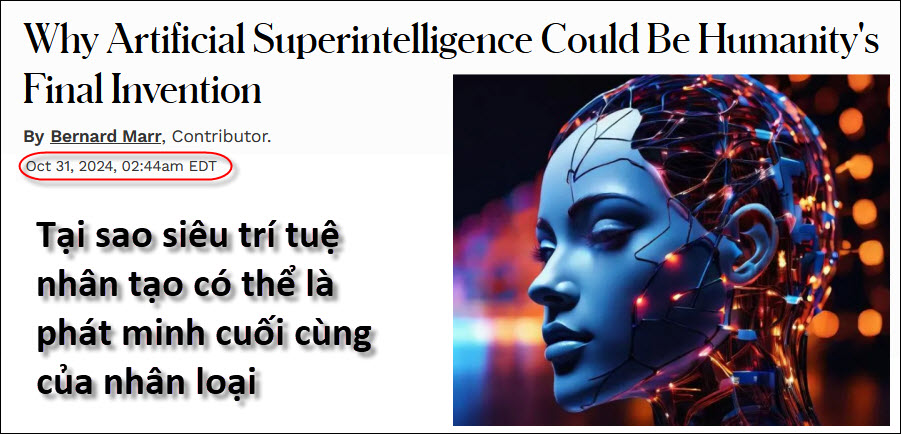 Why Artificial Superintelligence Could Be Humanity's
Final Invention
By Bernard Marr, Contributor.
Oct 31, 2024, 02:44am EDT
Tại sao siêu trí tuệ
nhân tạo có thể là
phát minh cuối cùng
của nhân loại